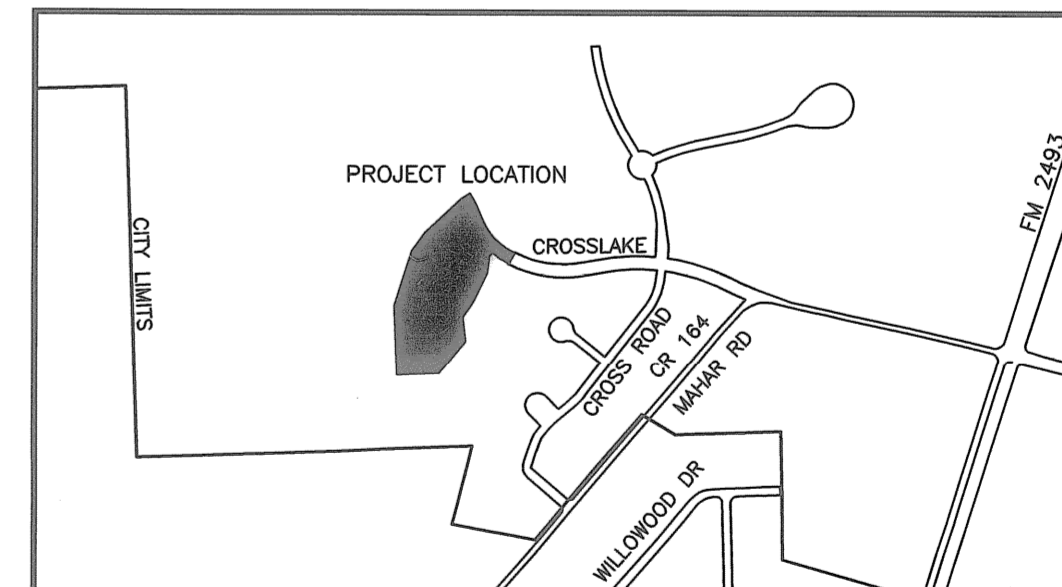 PROJECT LOCATION
FM 2493
CROSSLAKE
CITY LIMITS
CROSS ROAD
CR 164
MAHAR RD
WILLOWOOD DR